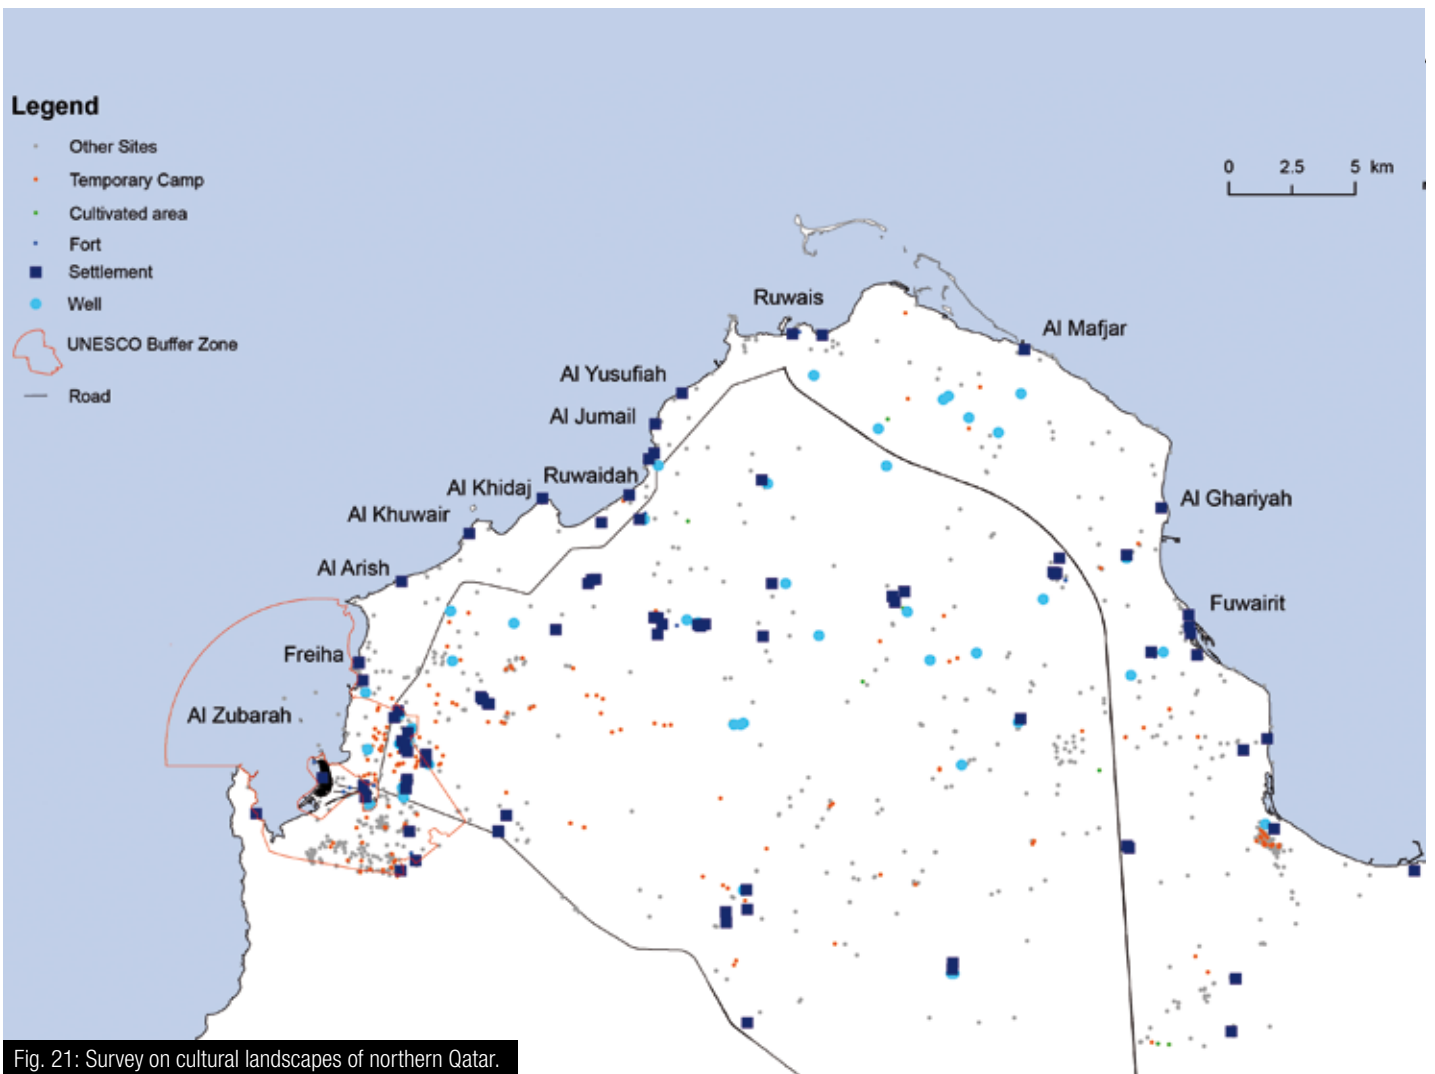 Legend
Other Sites
Temporary Camp
Cultivated area
Fort
Settlement
Well
UNESCO Buffer Zone
Road
0 2.5 5 km
Ruwais
Al Mafjar
Al Yusufiah
Al Jumail
Ruwaidah
Al Khidaj
Al Ghariyah
Al Khuwair
Al Arish
Fuwairit
Freiha
Al Zubarah
Fig. 21: Survey on cultural landscapes of northern Qatar.